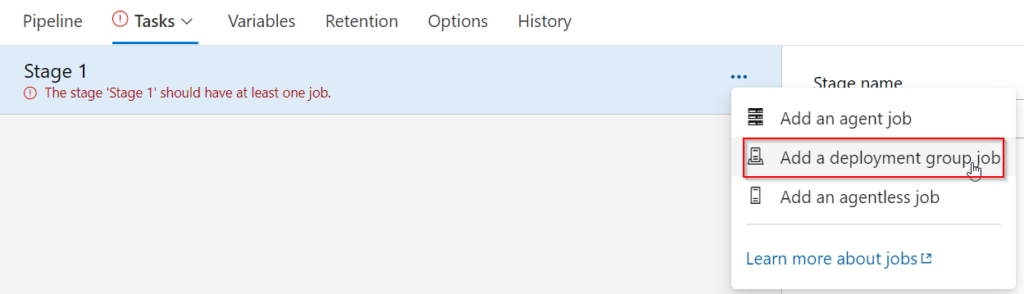 Pipeline Tasks Variables Retention Options History
Stage 1
The stage 'Stage 1' should have at least one job.
Stage name
Add an agent job
Add a deployment group job
Add an agentless job
Learn more about jobs